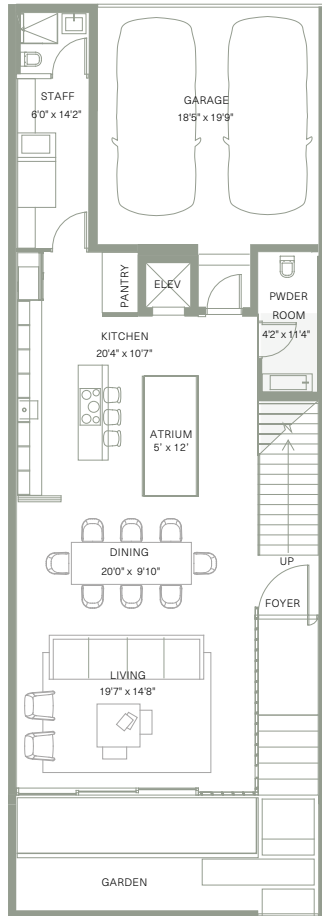 STAFF
6'0" x 14'2"
GARAGE
18'5" x 19'9"
PANTRY
ELEV
PWDER
ROOM
4'2" x 11'4"
KITCHEN
20'4" x 10'7"
ATRIUM
5' x 12'
DINING
20'0" x 9'10"
UP
FOYER
LIVING
19'7" x 14'8"
GARDEN